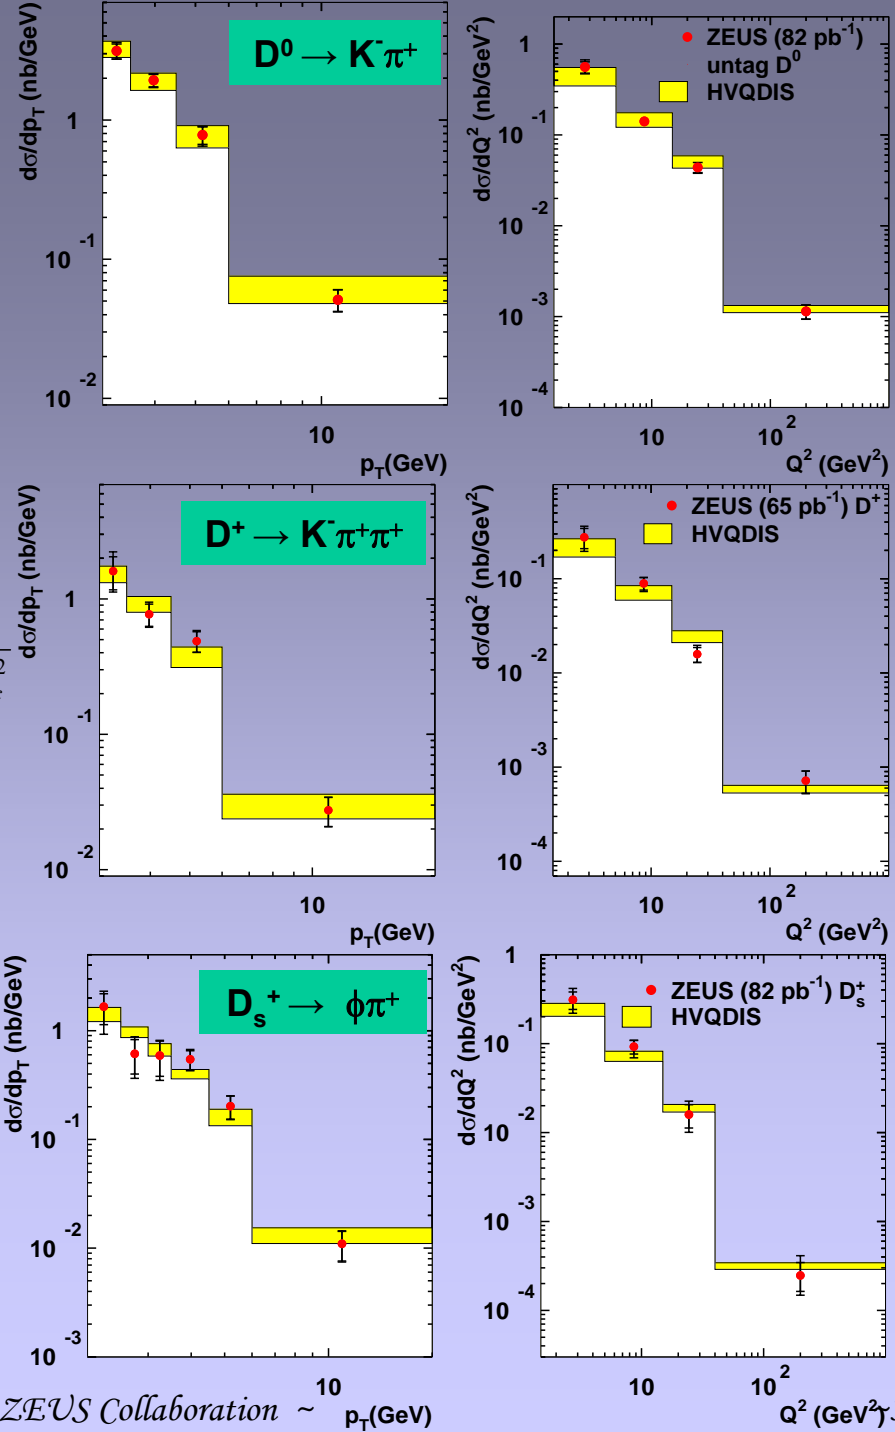 dσ/dp_T (nb/GeV)
D⁰ → K⁻π⁺
1
10⁻¹
10⁻²
10
p_T(GeV)
dσ/dQ² (nb/GeV²)
ZEUS (82 pb⁻¹)
untag D⁰
HVQDIS
1
10⁻¹
10⁻²
10⁻³
10⁻⁴
10 10²
Q² (GeV²)
dσ/dp_T (nb/GeV)
D⁺ → K⁻π⁺π⁺
1
10⁻¹
10⁻²
10
p_T(GeV)
dσ/dQ² (nb/GeV²)
ZEUS (65 pb⁻¹) D⁺
HVQDIS
10⁻¹
10⁻²
10⁻³
10⁻⁴
10 10²
Q² (GeV²)
dσ/dp_T (nb/GeV)
D_s⁺ → ϕπ⁺
1
10⁻¹
10⁻²
10⁻³
10
p_T(GeV)
dσ/dQ² (nb/GeV²)
ZEUS (82 pb⁻¹) D_s⁺
HVQDIS
1
10⁻¹
10⁻²
10⁻³
10⁻⁴
10 10²
Q² (GeV²)
ZEUS Collaboration ~